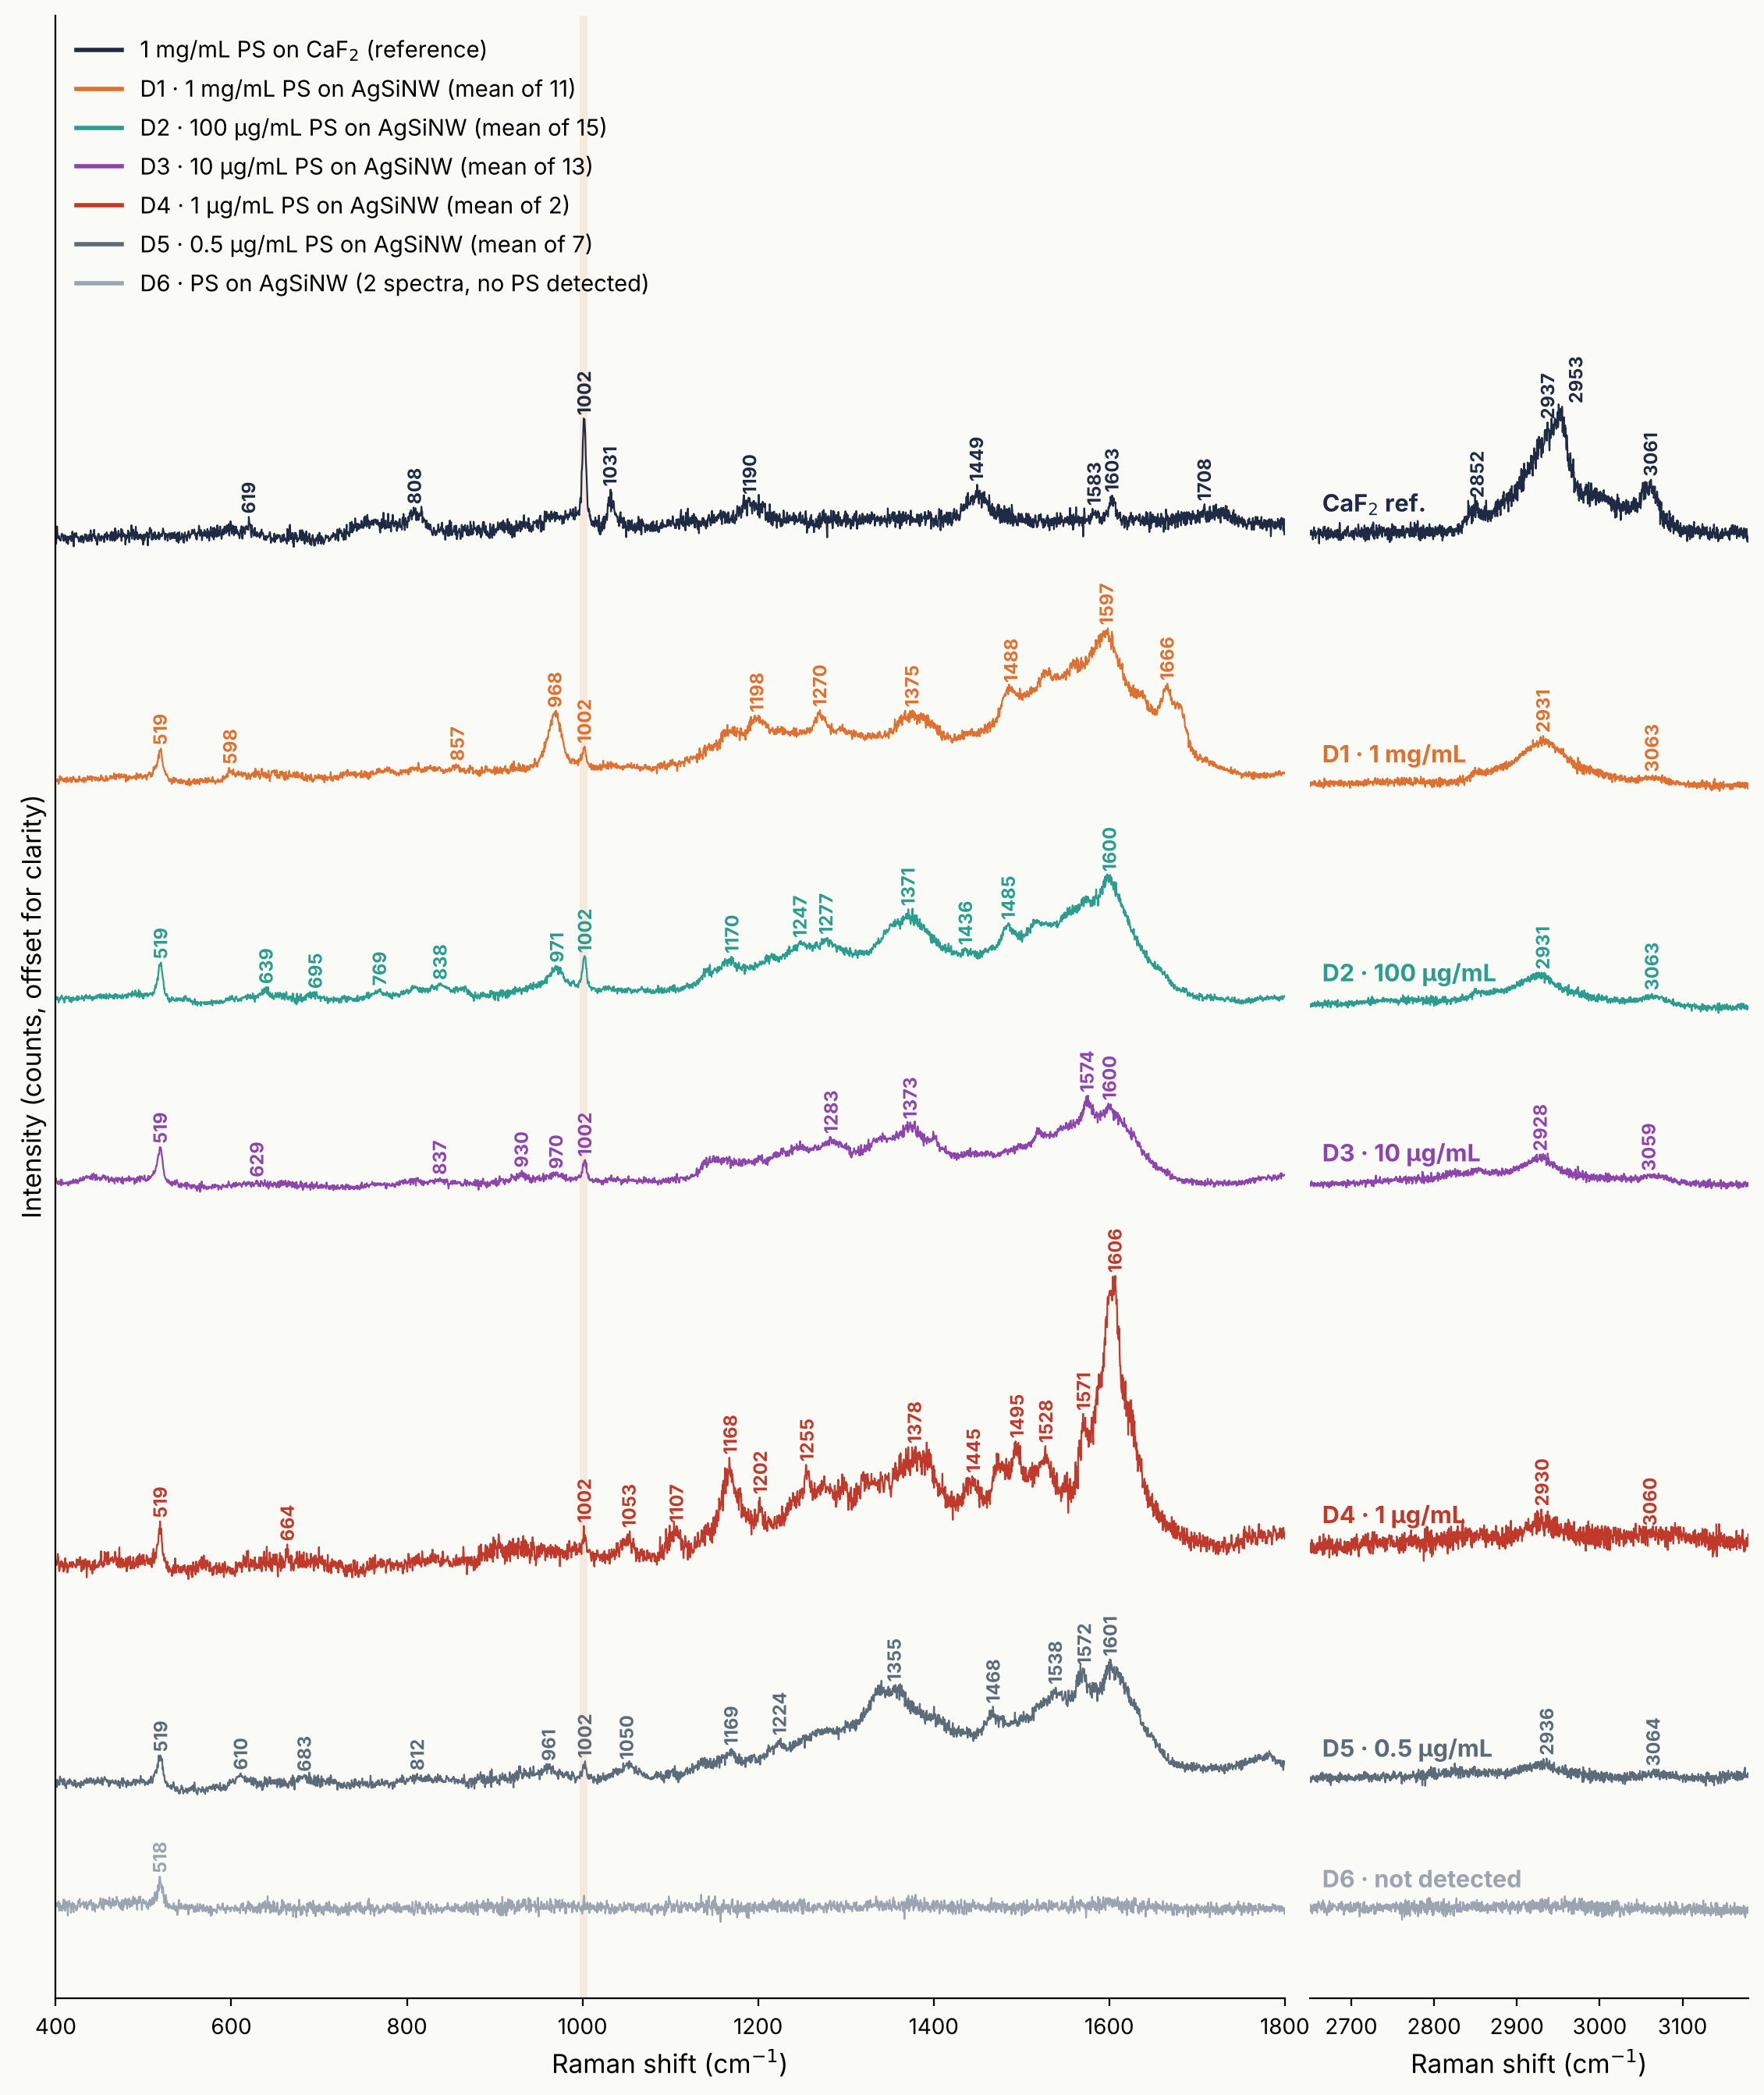 1 mg/mL PS on CaF₂ (reference)
D1 · 1 mg/mL PS on AgSiNW (mean of 11)
D2 · 100 µg/mL PS on AgSiNW (mean of 15)
D3 · 10 µg/mL PS on AgSiNW (mean of 13)
D4 · 1 µg/mL PS on AgSiNW (mean of 2)
D5 · 0.5 µg/mL PS on AgSiNW (mean of 7)
D6 · PS on AgSiNW (2 spectra, no PS detected)
619 808 1002 1031 1190 1449 1583 1603 1708
CaF₂ ref.
2852 2937 2953 3061
519 598 857 968 1002 1198 1270 1375 1488 1597 1666
D1 · 1 mg/mL
2931 3063
519 639 695 769 838 971 1002 1170 1247 1277 1371 1436 1485 1600
D2 · 100 µg/mL
2931 3063
519 629 837 930 970 1002 1283 1373 1574 1600
D3 · 10 µg/mL
2928 3059
519 664 1002 1053 1107 1168 1202 1255 1378 1445 1495 1528 1571 1606
D4 · 1 µg/mL
2930 3060
519 610 683 812 961 1002 1050 1169 1224 1355 1468 1538 1572 1601
D5 · 0.5 µg/mL
2936 3064
518
D6 · not detected
Intensity (counts, offset for clarity)
400 600 800 1000 1200 1400 1600 1800
2700 2800 2900 3000 3100
Raman shift (cm⁻¹)
Raman shift (cm⁻¹)